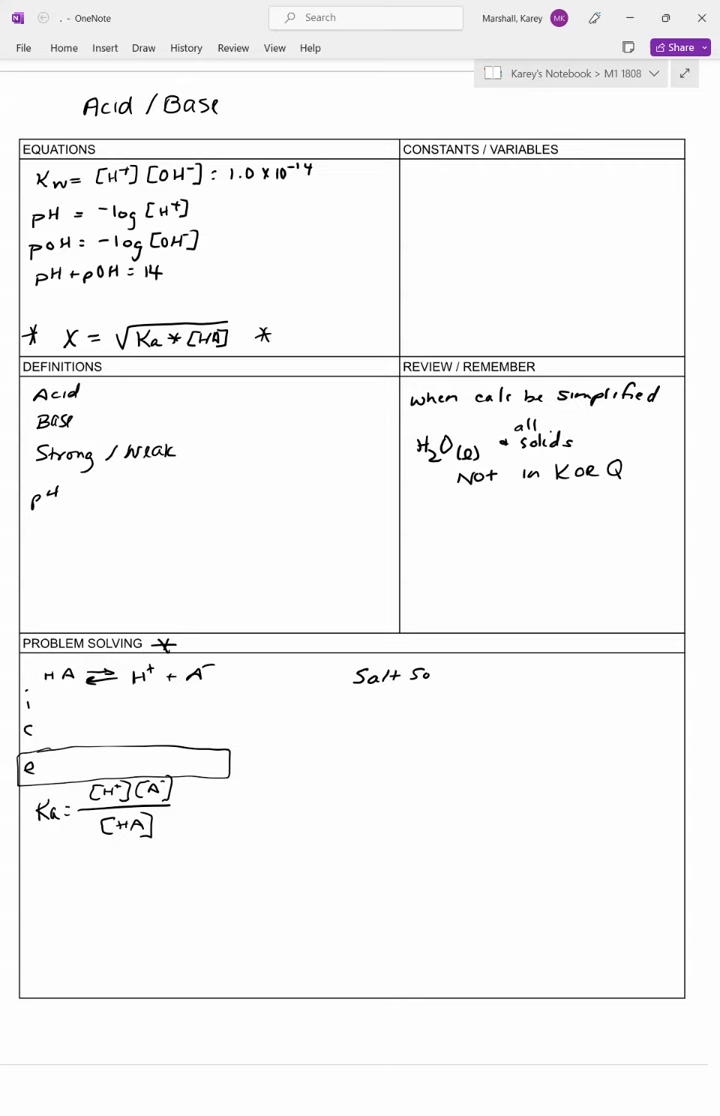 . - OneNote
Search
Marshall, Karey
MK
File Home Insert Draw History Review View Help
Share
Karey's Notebook > M1 1808
Acid / Base
EQUATIONS
Kw = [H⁺] [OH⁻] = 1.0 x 10⁻¹⁴
pH = -log [H⁺]
pOH = -log [OH⁻]
pH + pOH = 14
* X = √Ka * [HA] *
CONSTANTS / VARIABLES
DEFINITIONS
Acid
Base
Strong / Weak
pH
REVIEW / REMEMBER
when calc be simplified
H₂O(l) & all solids
NOT in K OR Q
PROBLEM SOLVING *
HA ⇌ H⁺ + A⁻
i
c
e
Ka = [H⁺][A⁻] / [HA]
Salt So